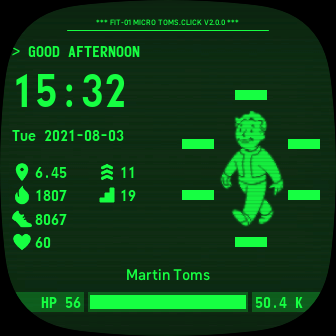 *** FIT-01 MICRO TOMS.CLICK V2.0.0 ***
> GOOD AFTERNOON
15:32
Tue 2021-08-03
6.45 11
1807 19
8067
60
Martin Toms
HP 56 50.4 K